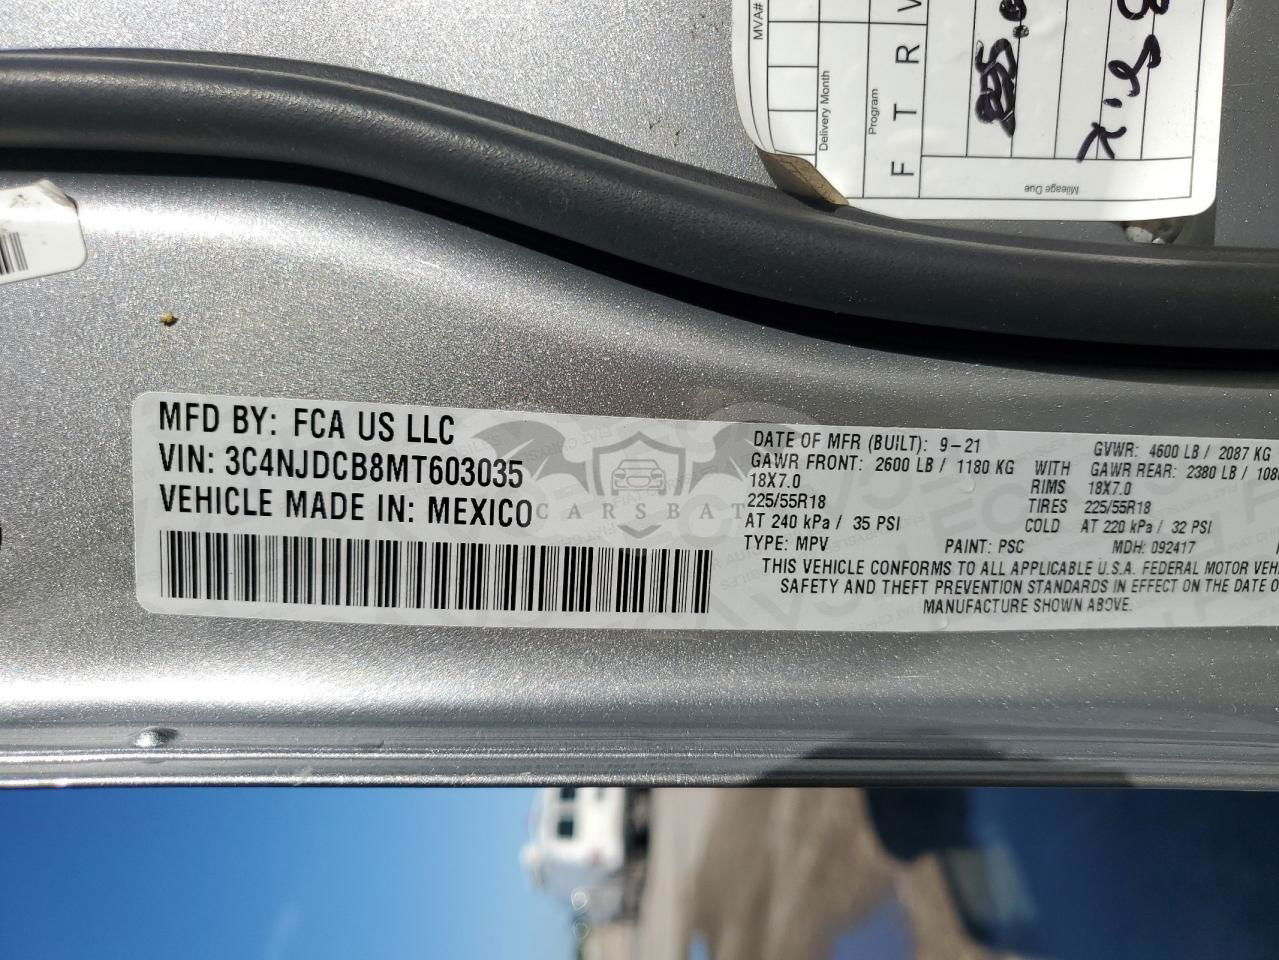 MVA#
Delivery Month
Program
F T R V
Mileage Due
MFD BY: FCA US LLC
VIN: 3C4NJDCB8MT603035
VEHICLE MADE IN: MEXICO
CARSBAT
DATE OF MFR (BUILT): 9-21
GVWR: 4600 LB / 2087 KG
GAWR FRONT: 2600 LB / 1180 KG WITH GAWR REAR: 2380 LB /
18X7.0 RIMS 18X7.0
225/55R18 TIRES 225/55R18
AT 240 kPa / 35 PSI COLD AT 220 kPa / 32 PSI
TYPE: MPV PAINT: PSC MDH: 092417
THIS VEHICLE CONFORMS TO ALL APPLICABLE U.S.A. FEDERAL MOTOR VEHI
SAFETY AND THEFT PREVENTION STANDARDS IN EFFECT ON THE DATE O
MANUFACTURE SHOWN ABOVE.